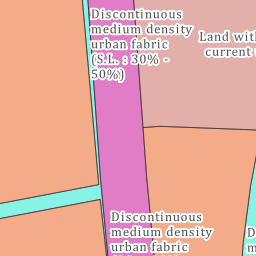 Discontinuous
medium density
urban fabric
(S.L. : 30% -
50%)
Land with
current
Discontinuous
medium density
urban fabric